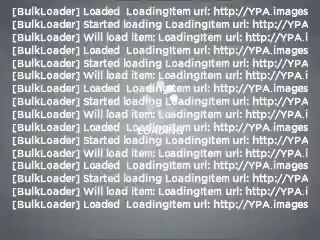 [BulkLoader] Loaded  LoadingItem url: http://YPA.images
[BulkLoader] Started loading LoadingItem url: http://YPA
[BulkLoader] Will load item: LoadingItem url: http://YPA.i
[BulkLoader] Loaded  LoadingItem url: http://YPA.images
[BulkLoader] Started loading LoadingItem url: http://YPA
[BulkLoader] Will load item: LoadingItem url: http://YPA.i
[BulkLoader] Loaded  LoadingItem url: http://YPA.images
[BulkLoader] Started loading LoadingItem url: http://YPA
[BulkLoader] Will load item: LoadingItem url: http://YPA.i
[BulkLoader] Loaded  LoadingItem url: http://YPA.images
LOADING
[BulkLoader] Started loading LoadingItem url: http://YPA
[BulkLoader] Will load item: LoadingItem url: http://YPA.i
[BulkLoader] Loaded  LoadingItem url: http://YPA.images
[BulkLoader] Started loading LoadingItem url: http://YPA
[BulkLoader] Will load item: LoadingItem url: http://YPA.i
[BulkLoader] Loaded  LoadingItem url: http://YPA.images